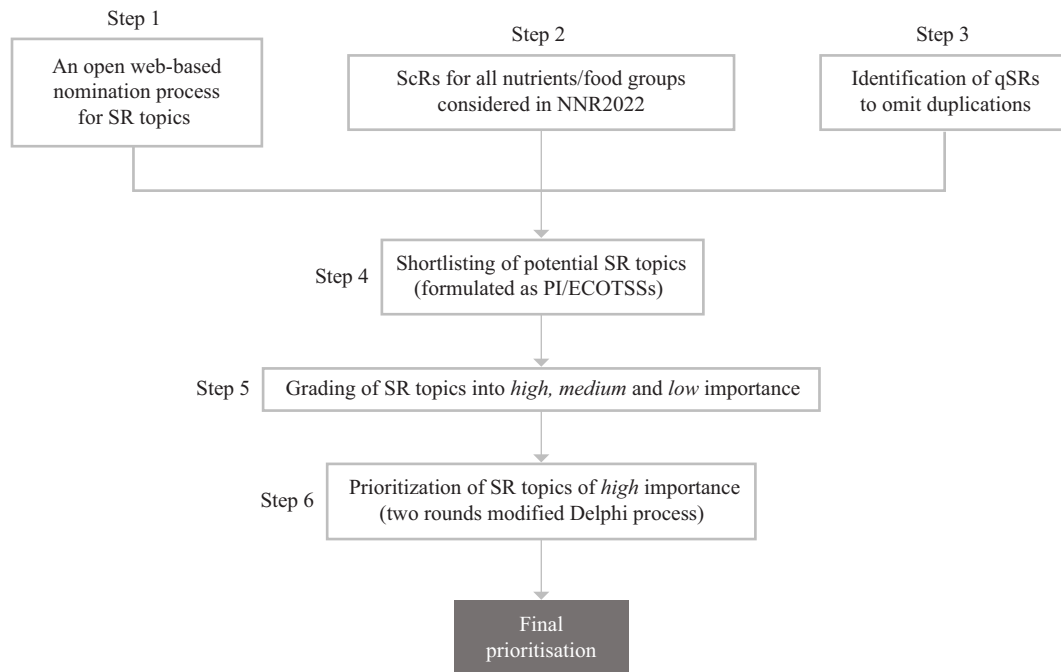 Step 1
An open web-based
nomination process
for SR topics
Step 2
ScRs for all nutrients/food groups
considered in NNR2022
Step 3
Identification of qSRs
to omit duplications
Step 4
Shortlisting of potential SR topics
(formulated as PI/ECOTSSs)
Step 5
Grading of SR topics into high, medium and low importance
Step 6
Prioritization of SR topics of high importance
(two rounds modified Delphi process)
Final
prioritisation